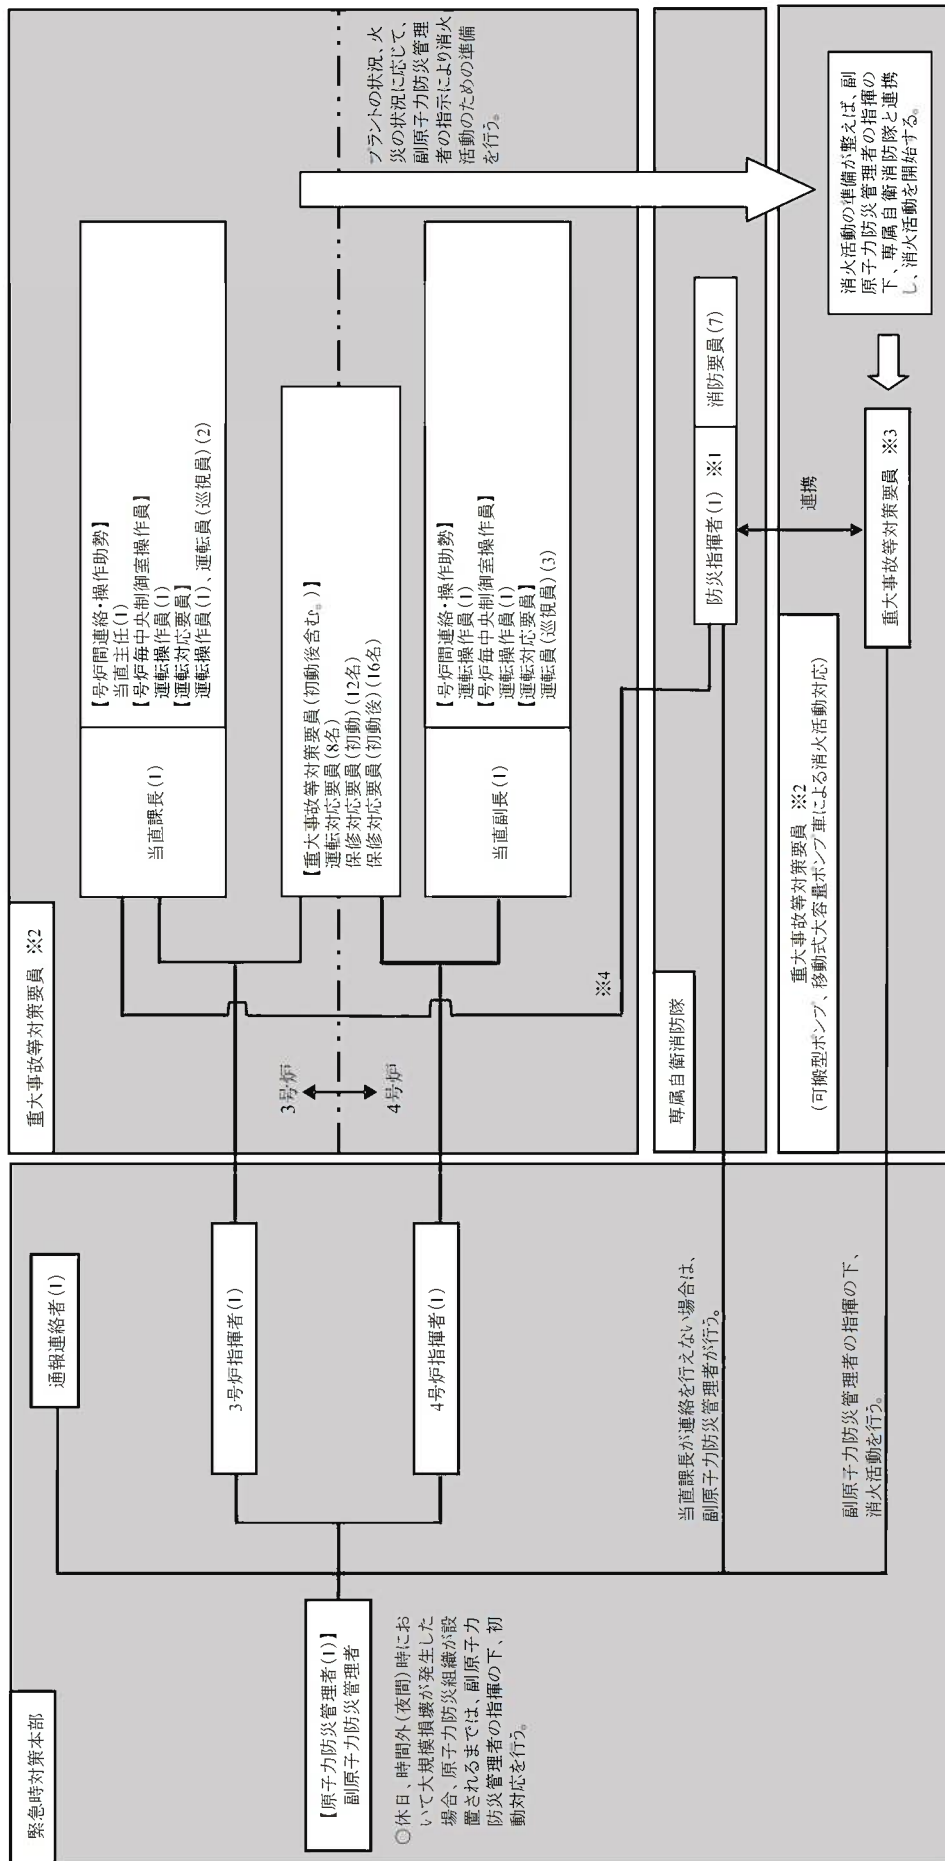 緊急時対策本部
【原子力防災管理者(1)】
副原子力防災管理者
○休日、時間外(夜間)時にお
いて大規模損壊が発生した
場合、原子力防災組織が設
置されるまでは、副原子力
防災管理者の指揮の下、初
動対応を行う。
通報連絡者(1)
3号炉指揮者(1)
4号炉指揮者(1)
当直課長が連絡を行えない場合は、
副原子力防災管理者が行う。
副原子力防災管理者の指揮の下、
消火活動を行う。
重大事故等対策要員 ※2
3号炉
4号炉
当直課長(1)
【号炉間連絡・操作助勢】
当直主任(1)
【号炉毎中央制御室操作員】
運転操作員(1)
【運転対応要員】
運転操作員(1)、運転員(巡視員)(2)
【重大事故等対策要員(初動後含む。)】
運転対応要員(8名)
保修対応要員(初動)(12名)
保修対応要員(初動後)(16名)
当直副長(1)
【号炉間連絡・操作助勢】
運転操作員(1)
【号炉毎中央制御室操作員】
運転操作員(1)
【運転対応要員】
運転員(巡視員)(3)
プラントの状況、火
災の状況に応じて、
副原子力防災管理
者の指示により消火
活動のための準備
を行う。
※4
専属自衛消防隊
防災指揮者(1) ※1
消防要員(7)
連携
重大事故等対策要員 ※2
(可搬型ポンプ、移動式大容量ポンプ車による消火活動対応)
重大事故等対策要員 ※3
消火活動の準備が整えば、副
原子力防災管理者の指揮の
下、専属自衛消防隊と連携
し、消火活動を開始する。